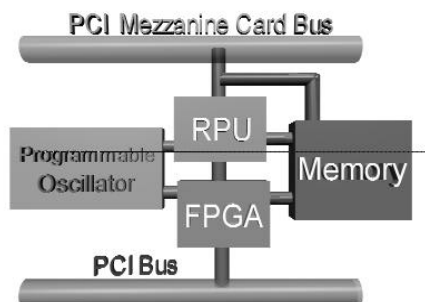 PCI Mezzanine Card Bus
RPU
Programmable
Oscillator
Memory
FPGA
PCI Bus